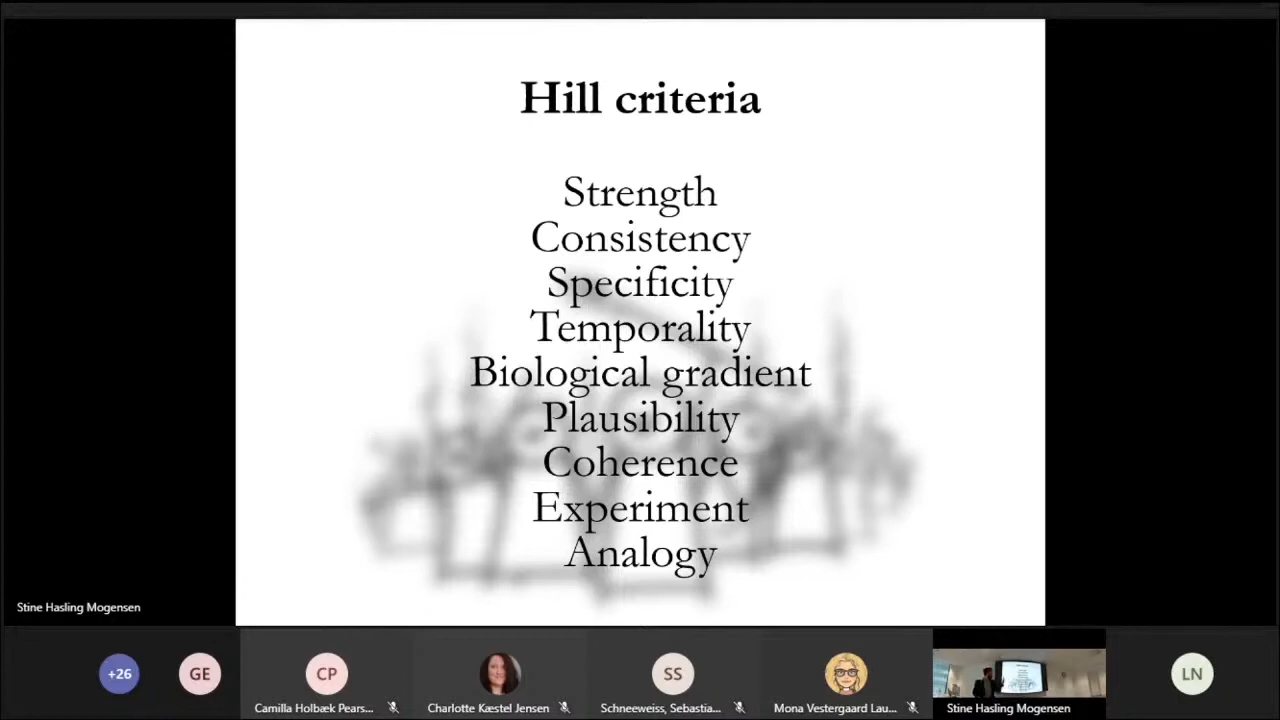 Hill criteria
Strength
Consistency
Specificity
Temporality
Biological gradient
Plausibility
Coherence
Experiment
Analogy
Stine Hasling Mogensen
+26
GE
CP
SS
LN
Camilla Holbæk Pears...
Charlotte Kæstel Jensen
Schneeweiss, Sebastia...
Mona Vestergaard Lau...
Stine Hasling Mogensen